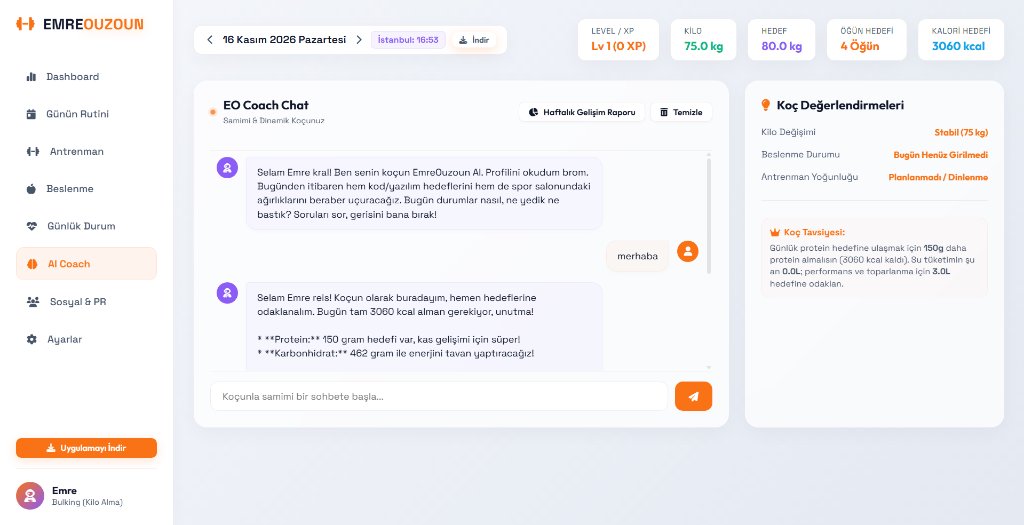 EMREOUZOUN
Dashboard
Günün Rutini
Antrenman
Beslenme
Günlük Durum
AI Coach
Sosyal & PR
Ayarlar
Uygulamayı İndir
Emre
Bulking (Kilo Alma)
16 Kasım 2026 Pazartesi
İstanbul: 16:53
İndir
LEVEL / XP
Lv 1 (0 XP)
KİLO
75.0 kg
HEDEF
80.0 kg
ÖĞÜN HEDEFİ
4 Öğün
KALORİ HEDEFİ
3060 kcal
EO Coach Chat
Samimi & Dinamik Koçunuz
Haftalık Gelişim Raporu
Temizle
Selam Emre kral! Ben senin koçun EmreOuzoun AI. Profilini okudum brom.
Bugünden itibaren hem kod/yazılım hedeflerini hem de spor salonundaki
ağırlıklarını beraber uçuracağız. Bugün durumlar nasıl, ne yedik ne
bastık? Soruları sor, gerisini bana bırak!
merhaba
Selam Emre reis! Koçun olarak buradayım, hemen hedeflerine
odaklanalım. Bugün tam 3060 kcal alman gerekiyor, unutma!
* **Protein:** 150 gram hedefi var, kas gelişimi için süper!
* **Karbonhidrat:** 462 gram ile enerjini tavan yaptıracağız!
Koçunla samimi bir sohbete başla...
Koç Değerlendirmeleri
Kilo Değişimi
Stabil (75 kg)
Beslenme Durumu
Bugün Henüz Girilmedi
Antrenman Yoğunluğu
Planlanmadı / Dinlenme
Koç Tavsiyesi:
Günlük protein hedefine ulaşmak için 150g daha
protein almalısın (3060 kcal kaldı). Su tüketimin şu
an 0.0L; performans ve toparlanma için 3.0L
hedefine odaklan.